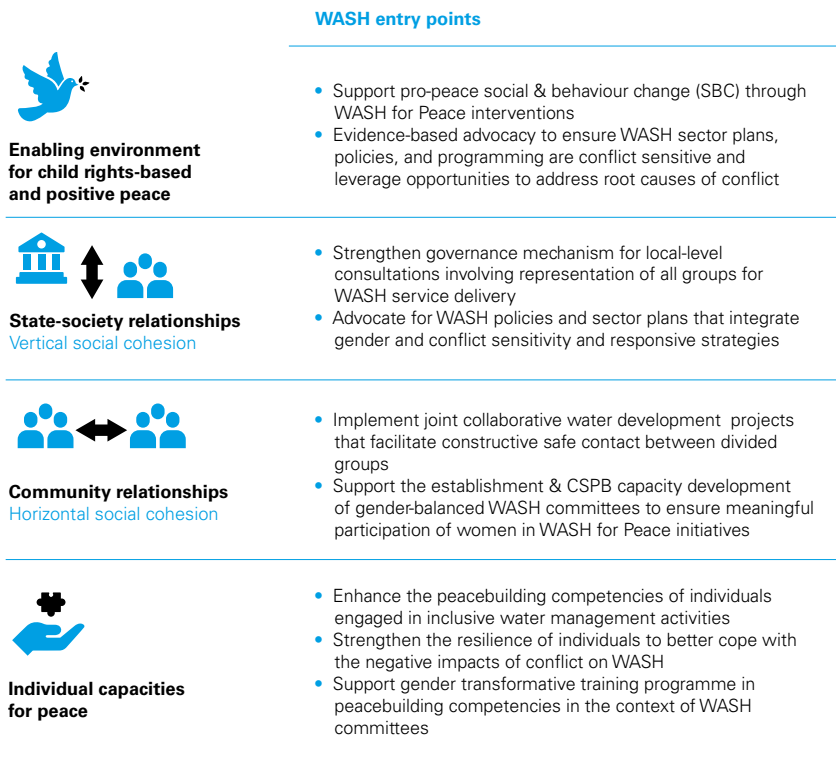 WASH entry points
Enabling environment
for child rights-based
and positive peace
• Support pro-peace social & behaviour change (SBC) through
WASH for Peace interventions
• Evidence-based advocacy to ensure WASH sector plans,
policies, and programming are conflict sensitive and
leverage opportunities to address root causes of conflict
State-society relationships
Vertical social cohesion
• Strengthen governance mechanism for local-level
consultations involving representation of all groups for
WASH service delivery
• Advocate for WASH policies and sector plans that integrate
gender and conflict sensitivity and responsive strategies
Community relationships
Horizontal social cohesion
• Implement joint collaborative water development projects
that facilitate constructive safe contact between divided
groups
• Support the establishment & CSPB capacity development
of gender-balanced WASH committees to ensure meaningful
participation of women in WASH for Peace initiatives
Individual capacities
for peace
• Enhance the peacebuilding competencies of individuals
engaged in inclusive water management activities
• Strengthen the resilience of individuals to better cope with
the negative impacts of conflict on WASH
• Support gender transformative training programme in
peacebuilding competencies in the context of WASH
committees